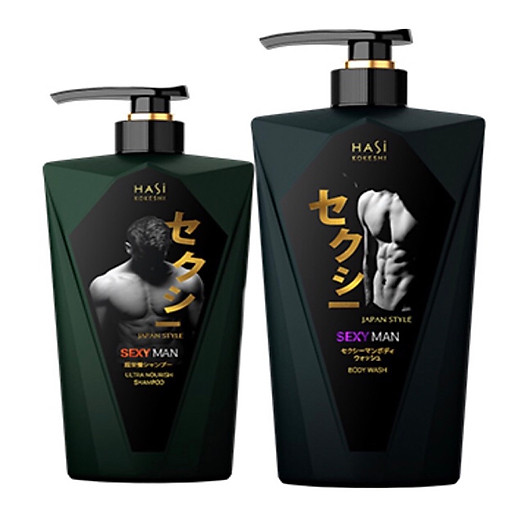 HASI
KOKESHI
セクシー
JAPAN STYLE
SEXY MAN
超栄養シャンプー
ULTRA NOURISH
SHAMPOO
HASI
KOKESHI
セクシー
JAPAN STYLE
SEXY MAN
セクシーマンボディ
ウォッシュ
BODY WASH